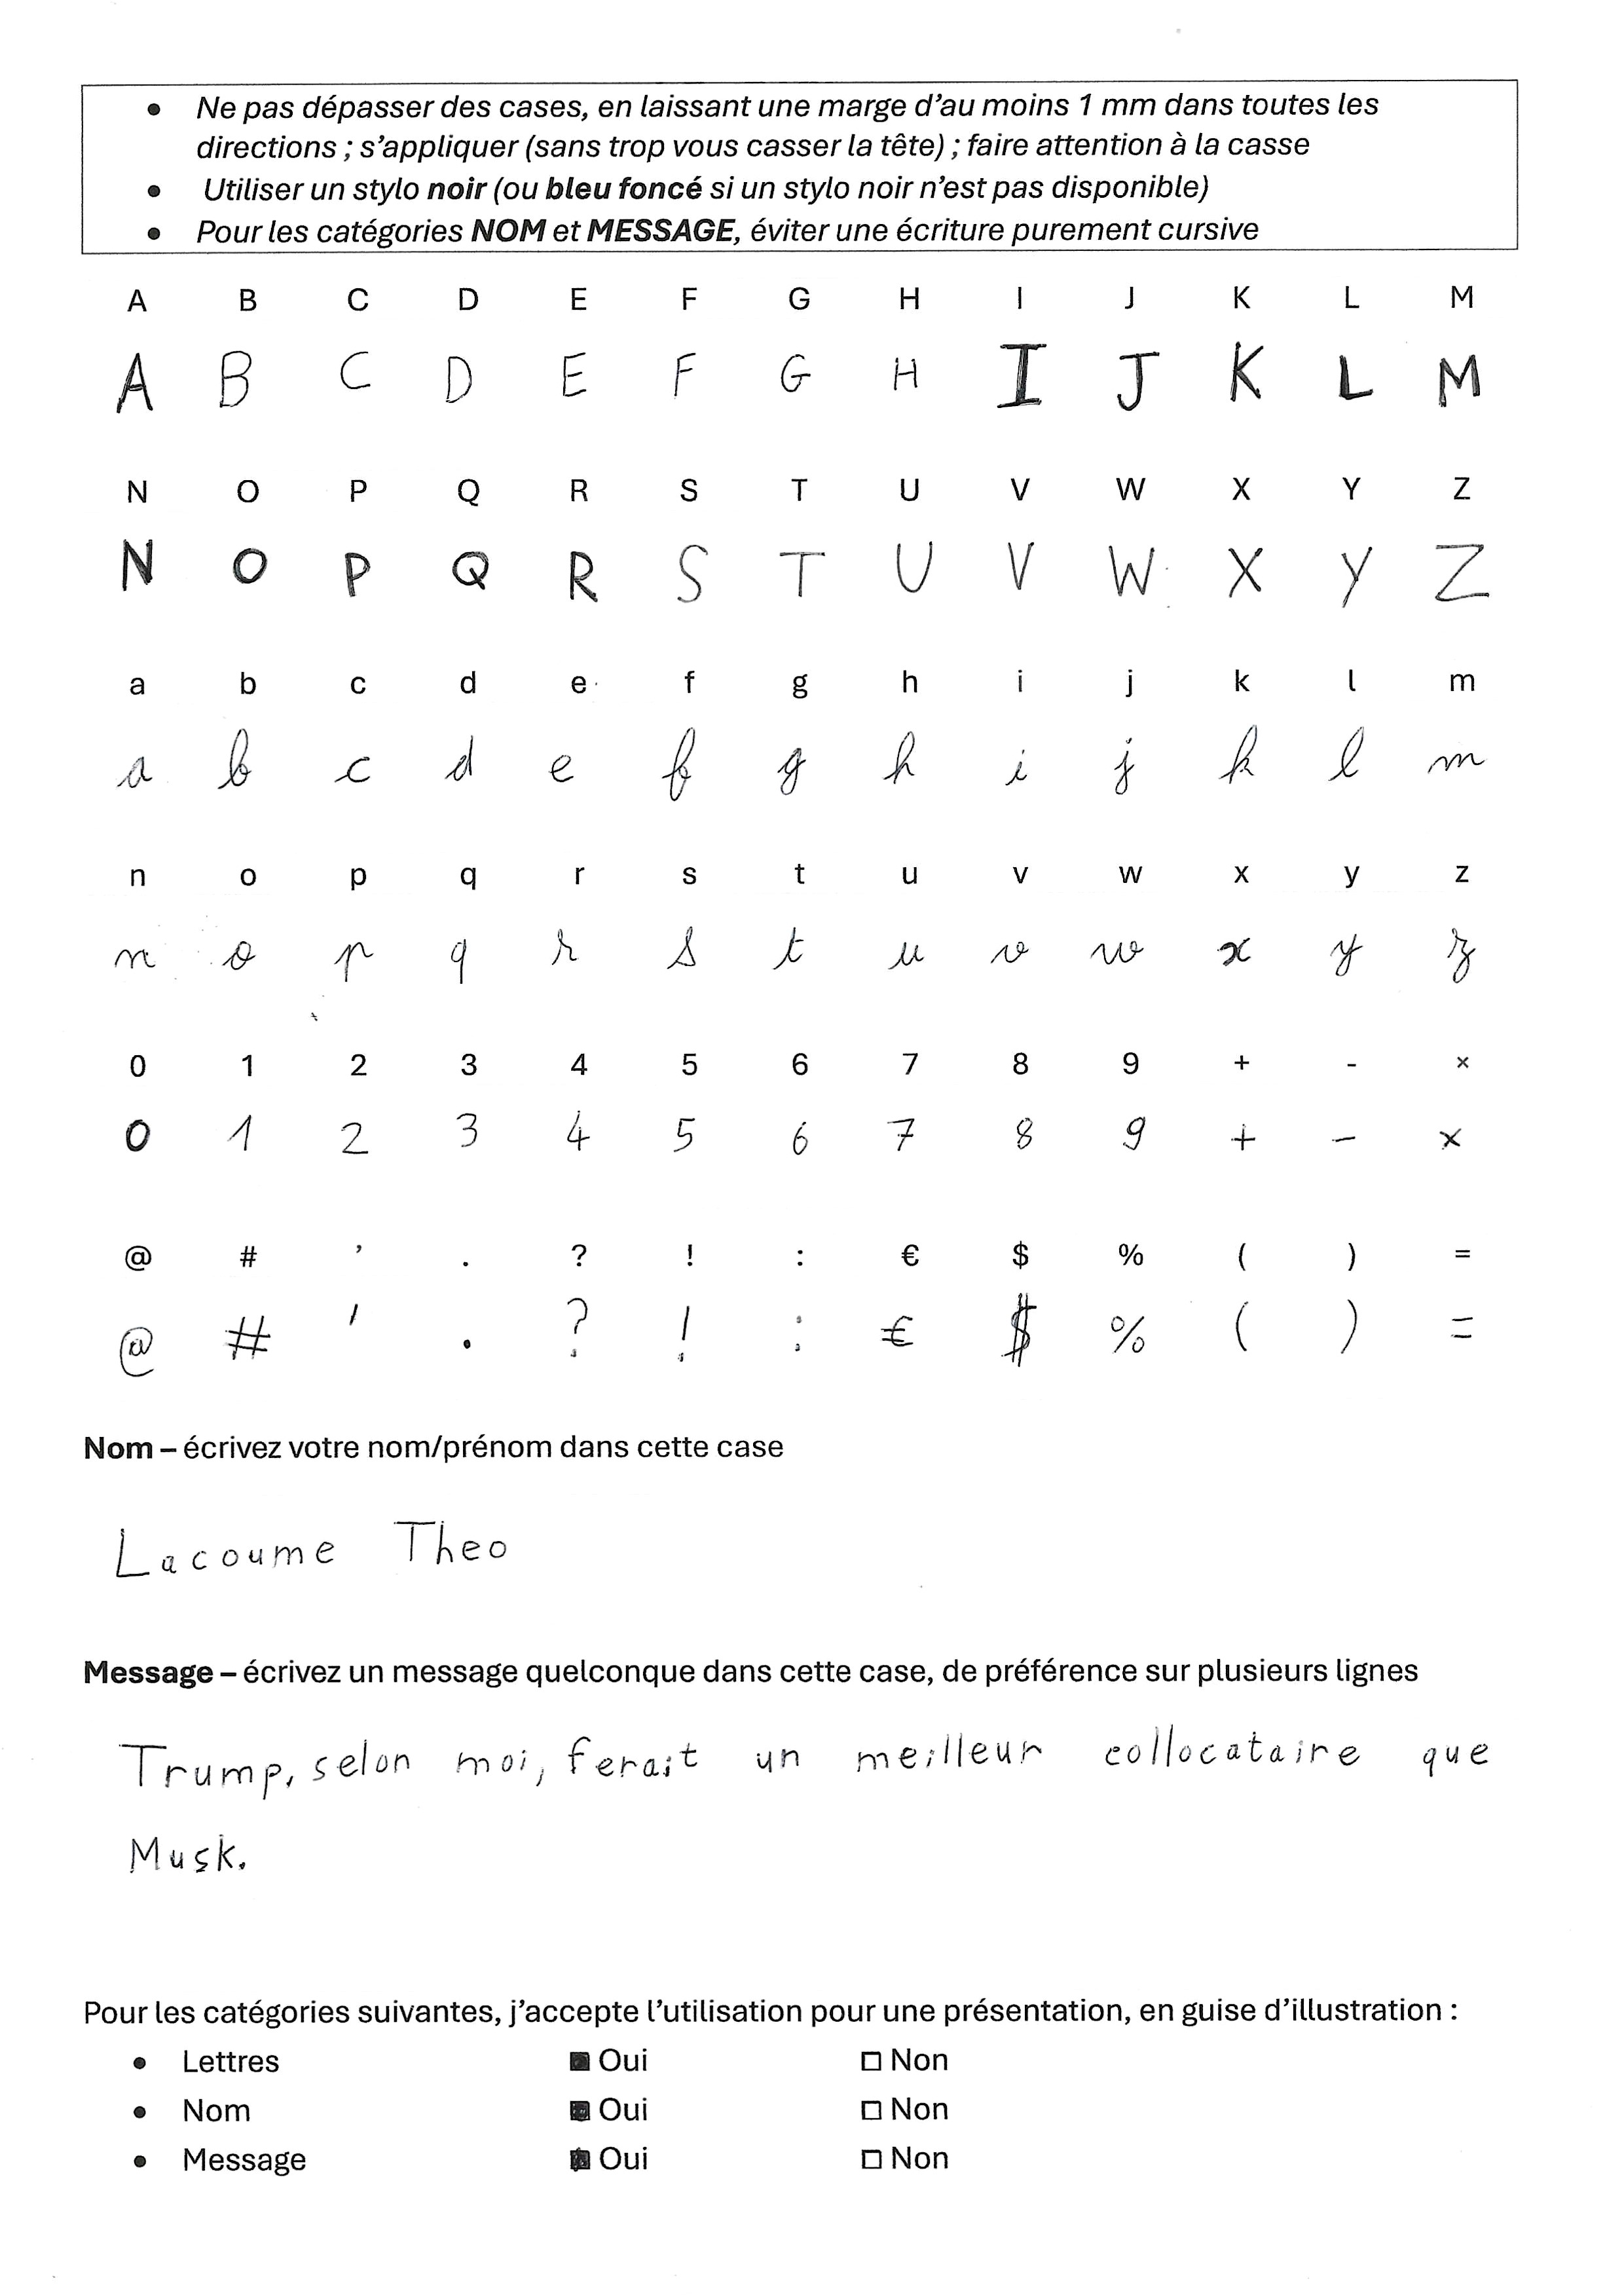 • Ne pas dépasser des cases, en laissant une marge d’au moins 1 mm dans toutes les
directions ; s’appliquer (sans trop vous casser la tête) ; faire attention à la casse
• Utiliser un stylo noir (ou bleu foncé si un stylo noir n’est pas disponible)
• Pour les catégories NOM et MESSAGE, éviter une écriture purement cursive
A B C D E F G H I J K L M
A B C D E F G H I J K L M
N O P Q R S T U V W X Y Z
N O P Q R S T U V W X Y Z
a b c d e f g h i j k l m
a b c d e f g h i j k l m
n o p q r s t u v w x y z
n o p q r s t u v w x y z
0 1 2 3 4 5 6 7 8 9 + - ×
0 1 2 3 4 5 6 7 8 9 + - ×
@ # ’ . ? ! : € $ % ( ) =
@ # ' . ? ! : € $ % ( ) =
Nom – écrivez votre nom/prénom dans cette case
Lacoume Theo
Message – écrivez un message quelconque dans cette case, de préférence sur plusieurs lignes
Trump, selon moi, ferait un meilleur collocataire que
Musk.
Pour les catégories suivantes, j’accepte l’utilisation pour une présentation, en guise d’illustration :
• Lettres ■ Oui □ Non
• Nom ■ Oui □ Non
• Message ■ Oui □ Non